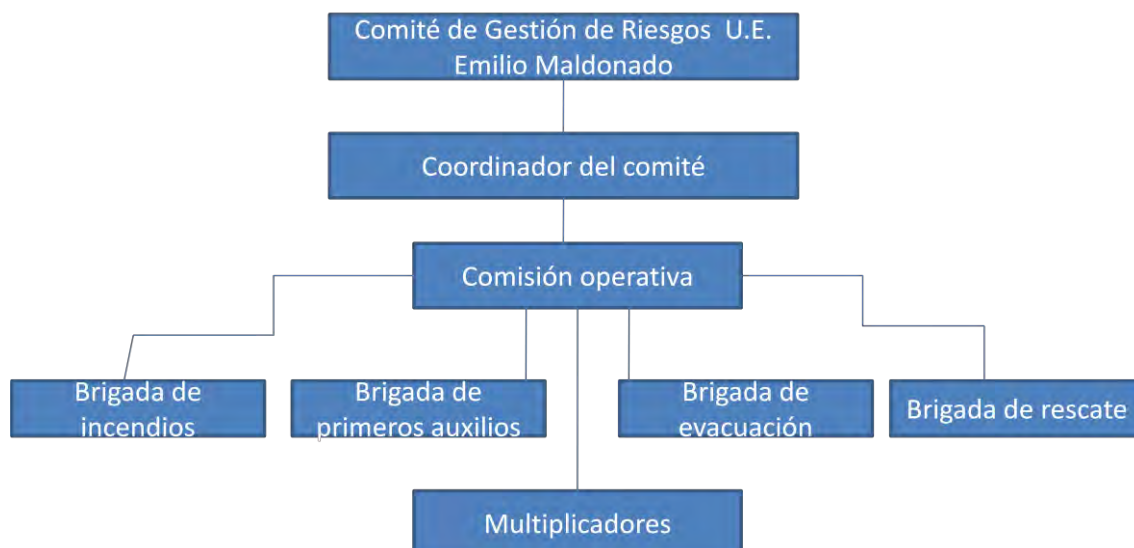 Comité de Gestión de Riesgos U.E.
Emilio Maldonado
Coordinador del comité
Comisión operativa
Brigada de
incendios
Brigada de
primeros auxilios
Brigada de
evacuación
Brigada de rescate
Multiplicadores